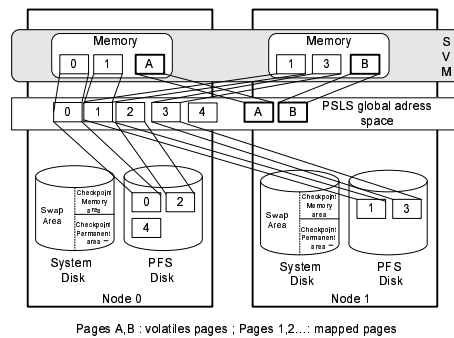 Memory
Memory
S
V
M
0 1 A
1 3 B
0 1 2 3 4 A B
PSLS global adress
space
Swap
Area
Checkpoint
Memory
area
Checkpoint
Permanent
area
0 2
4
System
Disk
PFS
Disk
Node 0
Swap
Area
Checkpoint
Memory
area
Checkpoint
Permanent
area
1 3
System
Disk
PFS
Disk
Node 1
Pages A,B : volatiles pages ; Pages 1,2...: mapped pages